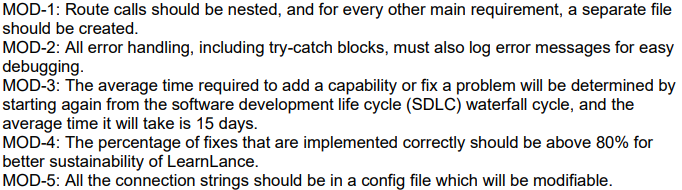 MOD-1: Route calls should be nested, and for every other main requirement, a separate file
should be created.
MOD-2: All error handling, including try-catch blocks, must also log error messages for easy
debugging.
MOD-3: The average time required to add a capability or fix a problem will be determined by
starting again from the software development life cycle (SDLC) waterfall cycle, and the
average time it will take is 15 days.
MOD-4: The percentage of fixes that are implemented correctly should be above 80% for
better sustainability of LearnLance.
MOD-5: All the connection strings should be in a config file which will be modifiable.